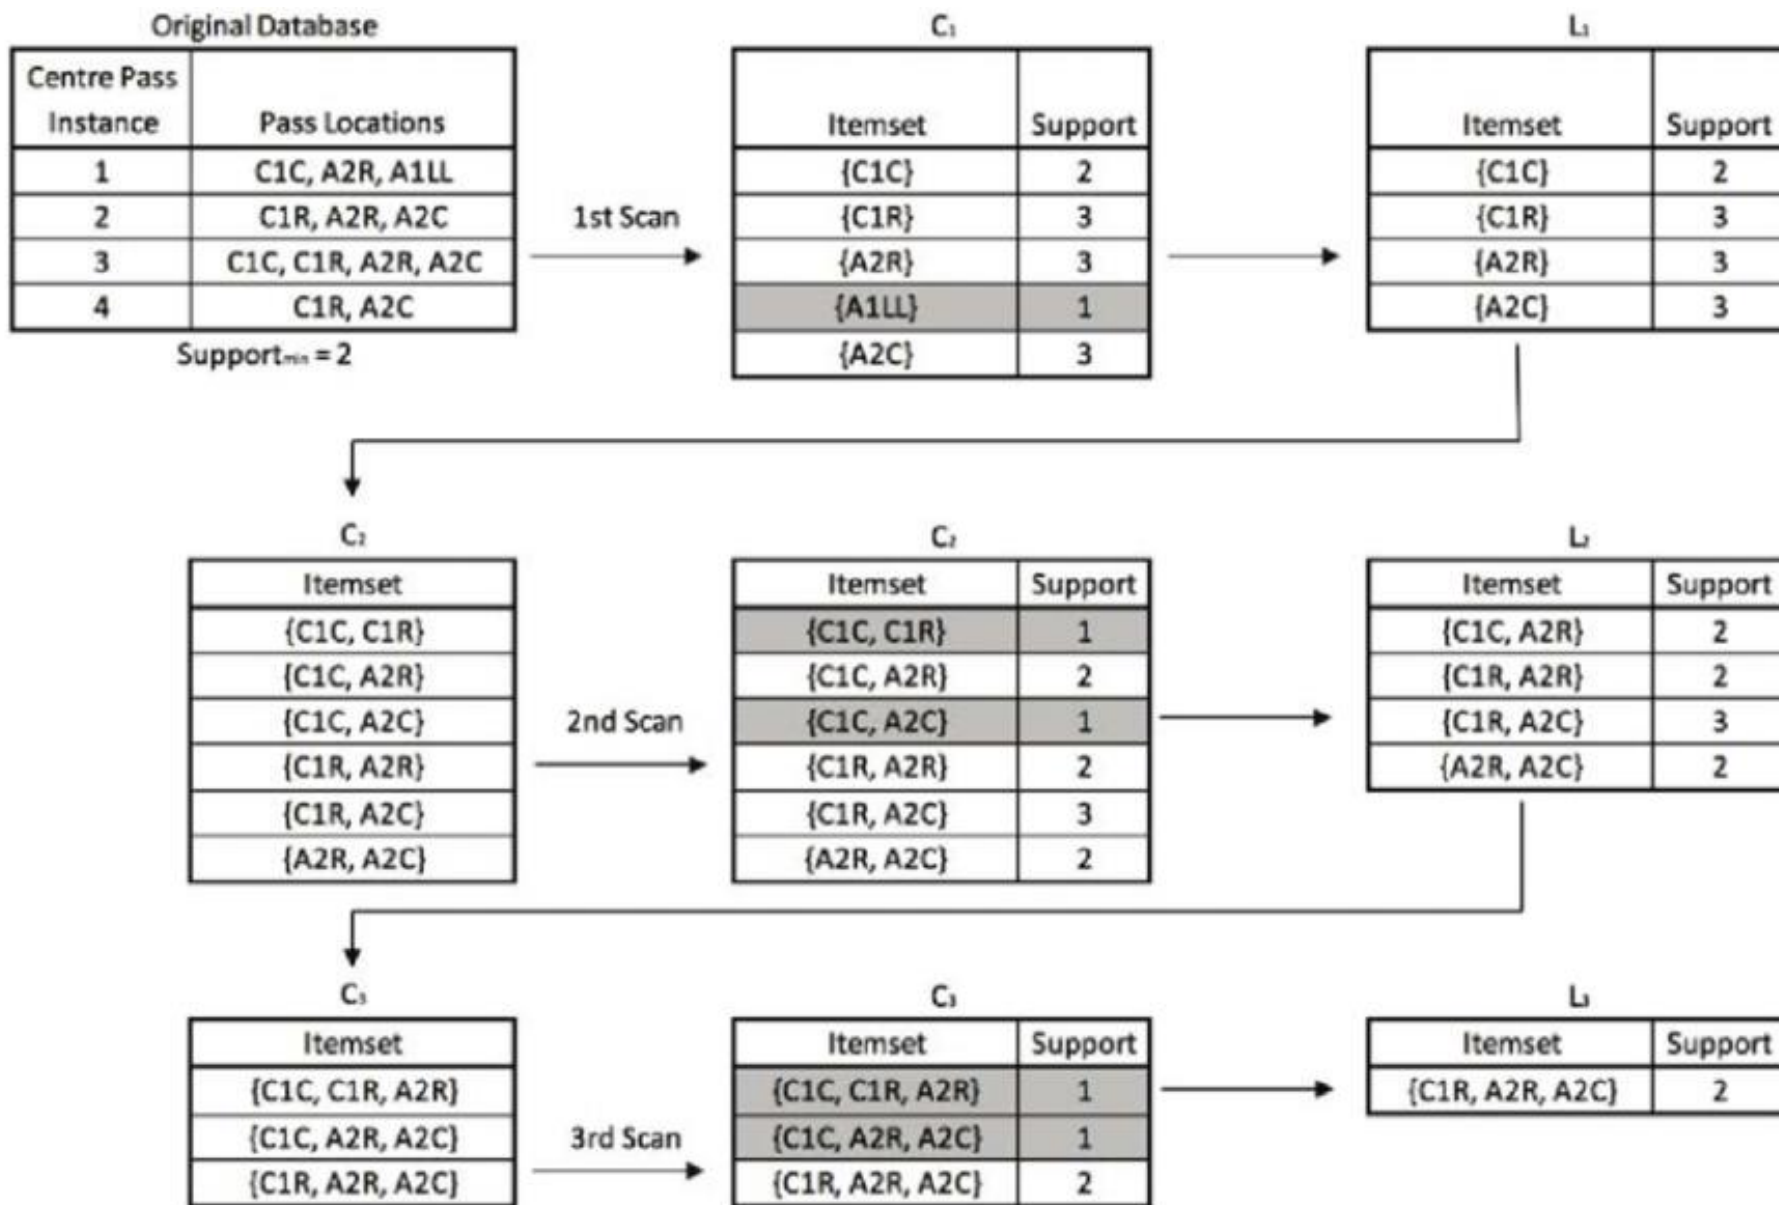 Original Database
Centre Pass Instance | Pass Locations
1 | C1C, A2R, A1LL
2 | C1R, A2R, A2C
3 | C1C, C1R, A2R, A2C
4 | C1R, A2C
Supportmin = 2
1st Scan
C1
Itemset | Support
{C1C} | 2
{C1R} | 3
{A2R} | 3
{A1LL} | 1
{A2C} | 3
L1
Itemset | Support
{C1C} | 2
{C1R} | 3
{A2R} | 3
{A2C} | 3
C2
Itemset
{C1C, C1R}
{C1C, A2R}
{C1C, A2C}
{C1R, A2R}
{C1R, A2C}
{A2R, A2C}
2nd Scan
C2
Itemset | Support
{C1C, C1R} | 1
{C1C, A2R} | 2
{C1C, A2C} | 1
{C1R, A2R} | 2
{C1R, A2C} | 3
{A2R, A2C} | 2
L2
Itemset | Support
{C1C, A2R} | 2
{C1R, A2R} | 2
{C1R, A2C} | 3
{A2R, A2C} | 2
C3
Itemset
{C1C, C1R, A2R}
{C1C, A2R, A2C}
{C1R, A2R, A2C}
3rd Scan
C3
Itemset | Support
{C1C, C1R, A2R} | 1
{C1C, A2R, A2C} | 1
{C1R, A2R, A2C} | 2
L3
Itemset | Support
{C1R, A2R, A2C} | 2